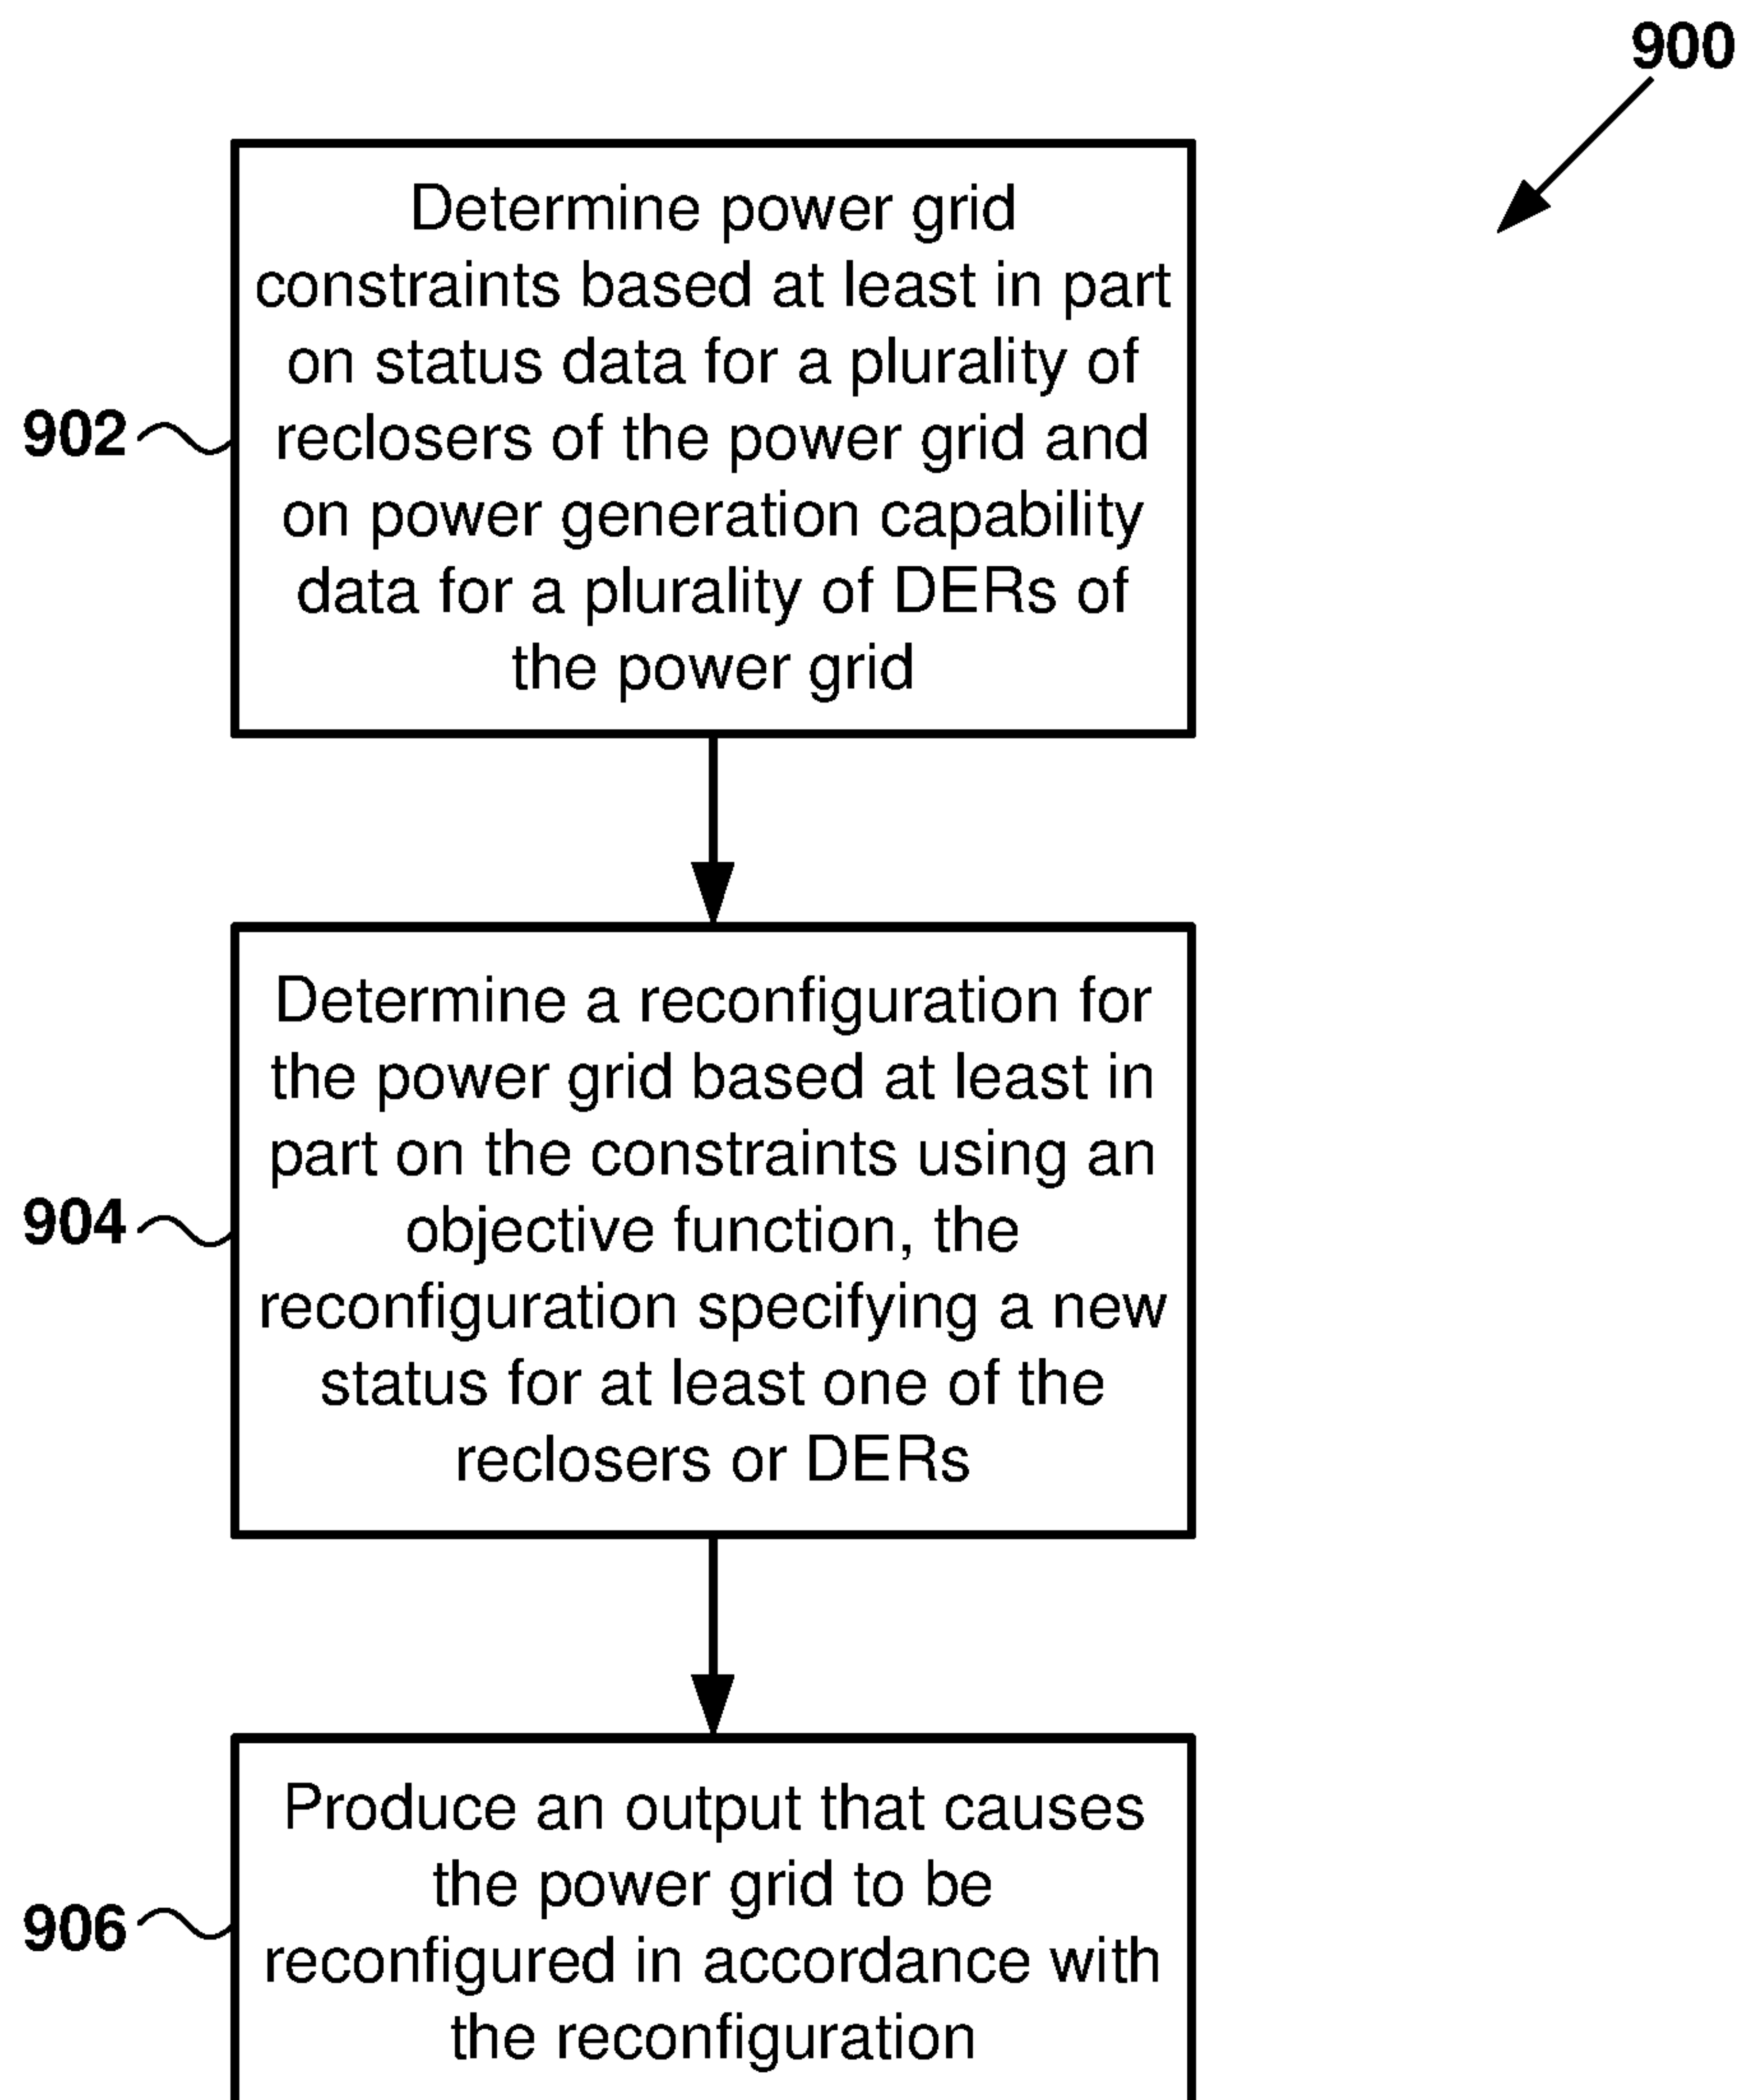 900
Determine power grid
constraints based at least in part
on status data for a plurality of
reclosers of the power grid and
on power generation capability
data for a plurality of DERs of
the power grid
902
Determine a reconfiguration for
the power grid based at least in
part on the constraints using an
objective function, the
reconfiguration specifying a new
status for at least one of the
reclosers or DERs
904
Produce an output that causes
the power grid to be
reconfigured in accordance with
the reconfiguration
906